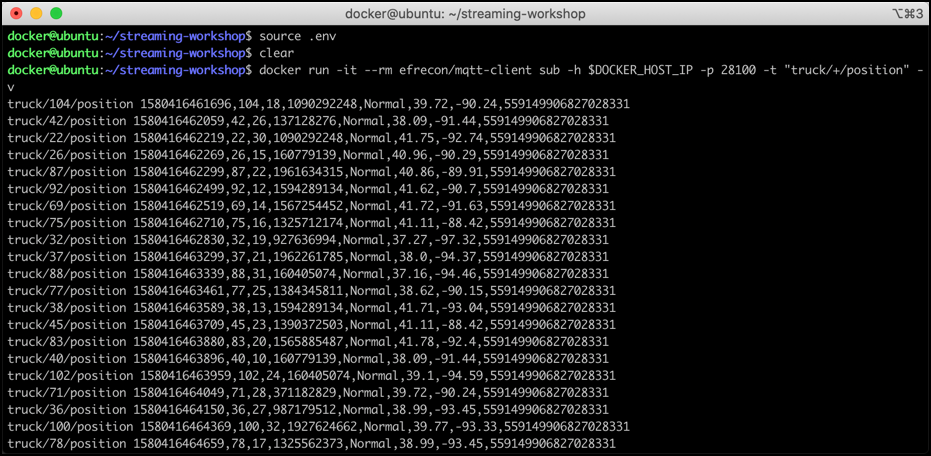 docker@ubuntu: ~/streaming-workshop
⌥⌘3
docker@ubuntu:~/streaming-workshop$ source .env
docker@ubuntu:~/streaming-workshop$ clear
docker@ubuntu:~/streaming-workshop$ docker run -it --rm efrecon/mqtt-client sub -h $DOCKER_HOST_IP -p 28100 -t "truck/+/position" -
v
truck/104/position 1580416461696,104,18,1090292248,Normal,39.72,-90.24,5591499068270283​31
truck/42/position 1580416462059,42,26,137128276,Normal,38.09,-91.44,559149906827028331
truck/22/position 1580416462219,22,30,1090292248,Normal,41.75,-92.74,559149906827028331
truck/26/position 1580416462269,26,15,160779139,Normal,40.96,-90.29,559149906827028331
truck/87/position 1580416462299,87,22,1961634315,Normal,40.86,-89.91,559149906827028331
truck/92/position 1580416462499,92,12,1594289134,Normal,41.62,-90.7,559149906827028331
truck/69/position 1580416462519,69,14,1567254452,Normal,41.72,-91.63,559149906827028331
truck/75/position 1580416462710,75,16,1325712174,Normal,41.11,-88.42,559149906827028331
truck/32/position 1580416462830,32,19,927636994,Normal,37.27,-97.32,559149906827028331
truck/37/position 1580416463299,37,21,1962261785,Normal,38.0,-94.37,559149906827028331
truck/88/position 1580416463339,88,31,160405074,Normal,37.16,-94.46,559149906827028331
truck/77/position 1580416463461,77,25,1384345811,Normal,38.62,-90.15,559149906827028331
truck/38/position 1580416463589,38,13,1594289134,Normal,41.71,-93.04,559149906827028331
truck/45/position 1580416463709,45,23,1390372503,Normal,41.11,-88.42,559149906827028331
truck/83/position 1580416463880,83,20,1565885487,Normal,41.78,-92.4,559149906827028331
truck/40/position 1580416463896,40,10,160779139,Normal,38.09,-91.44,559149906827028331
truck/102/position 1580416463959,102,24,160405074,Normal,39.1,-94.59,559149906827028331
truck/71/position 1580416464049,71,28,371182829,Normal,39.72,-90.24,559149906827028331
truck/36/position 1580416464150,36,27,987179512,Normal,38.99,-93.45,559149906827028331
truck/100/position 1580416464369,100,32,1927624662,Normal,39.77,-93.33,559149906827028331
truck/78/position 1580416464659,78,17,1325562373,Normal,38.99,-93.45,559149906827028331